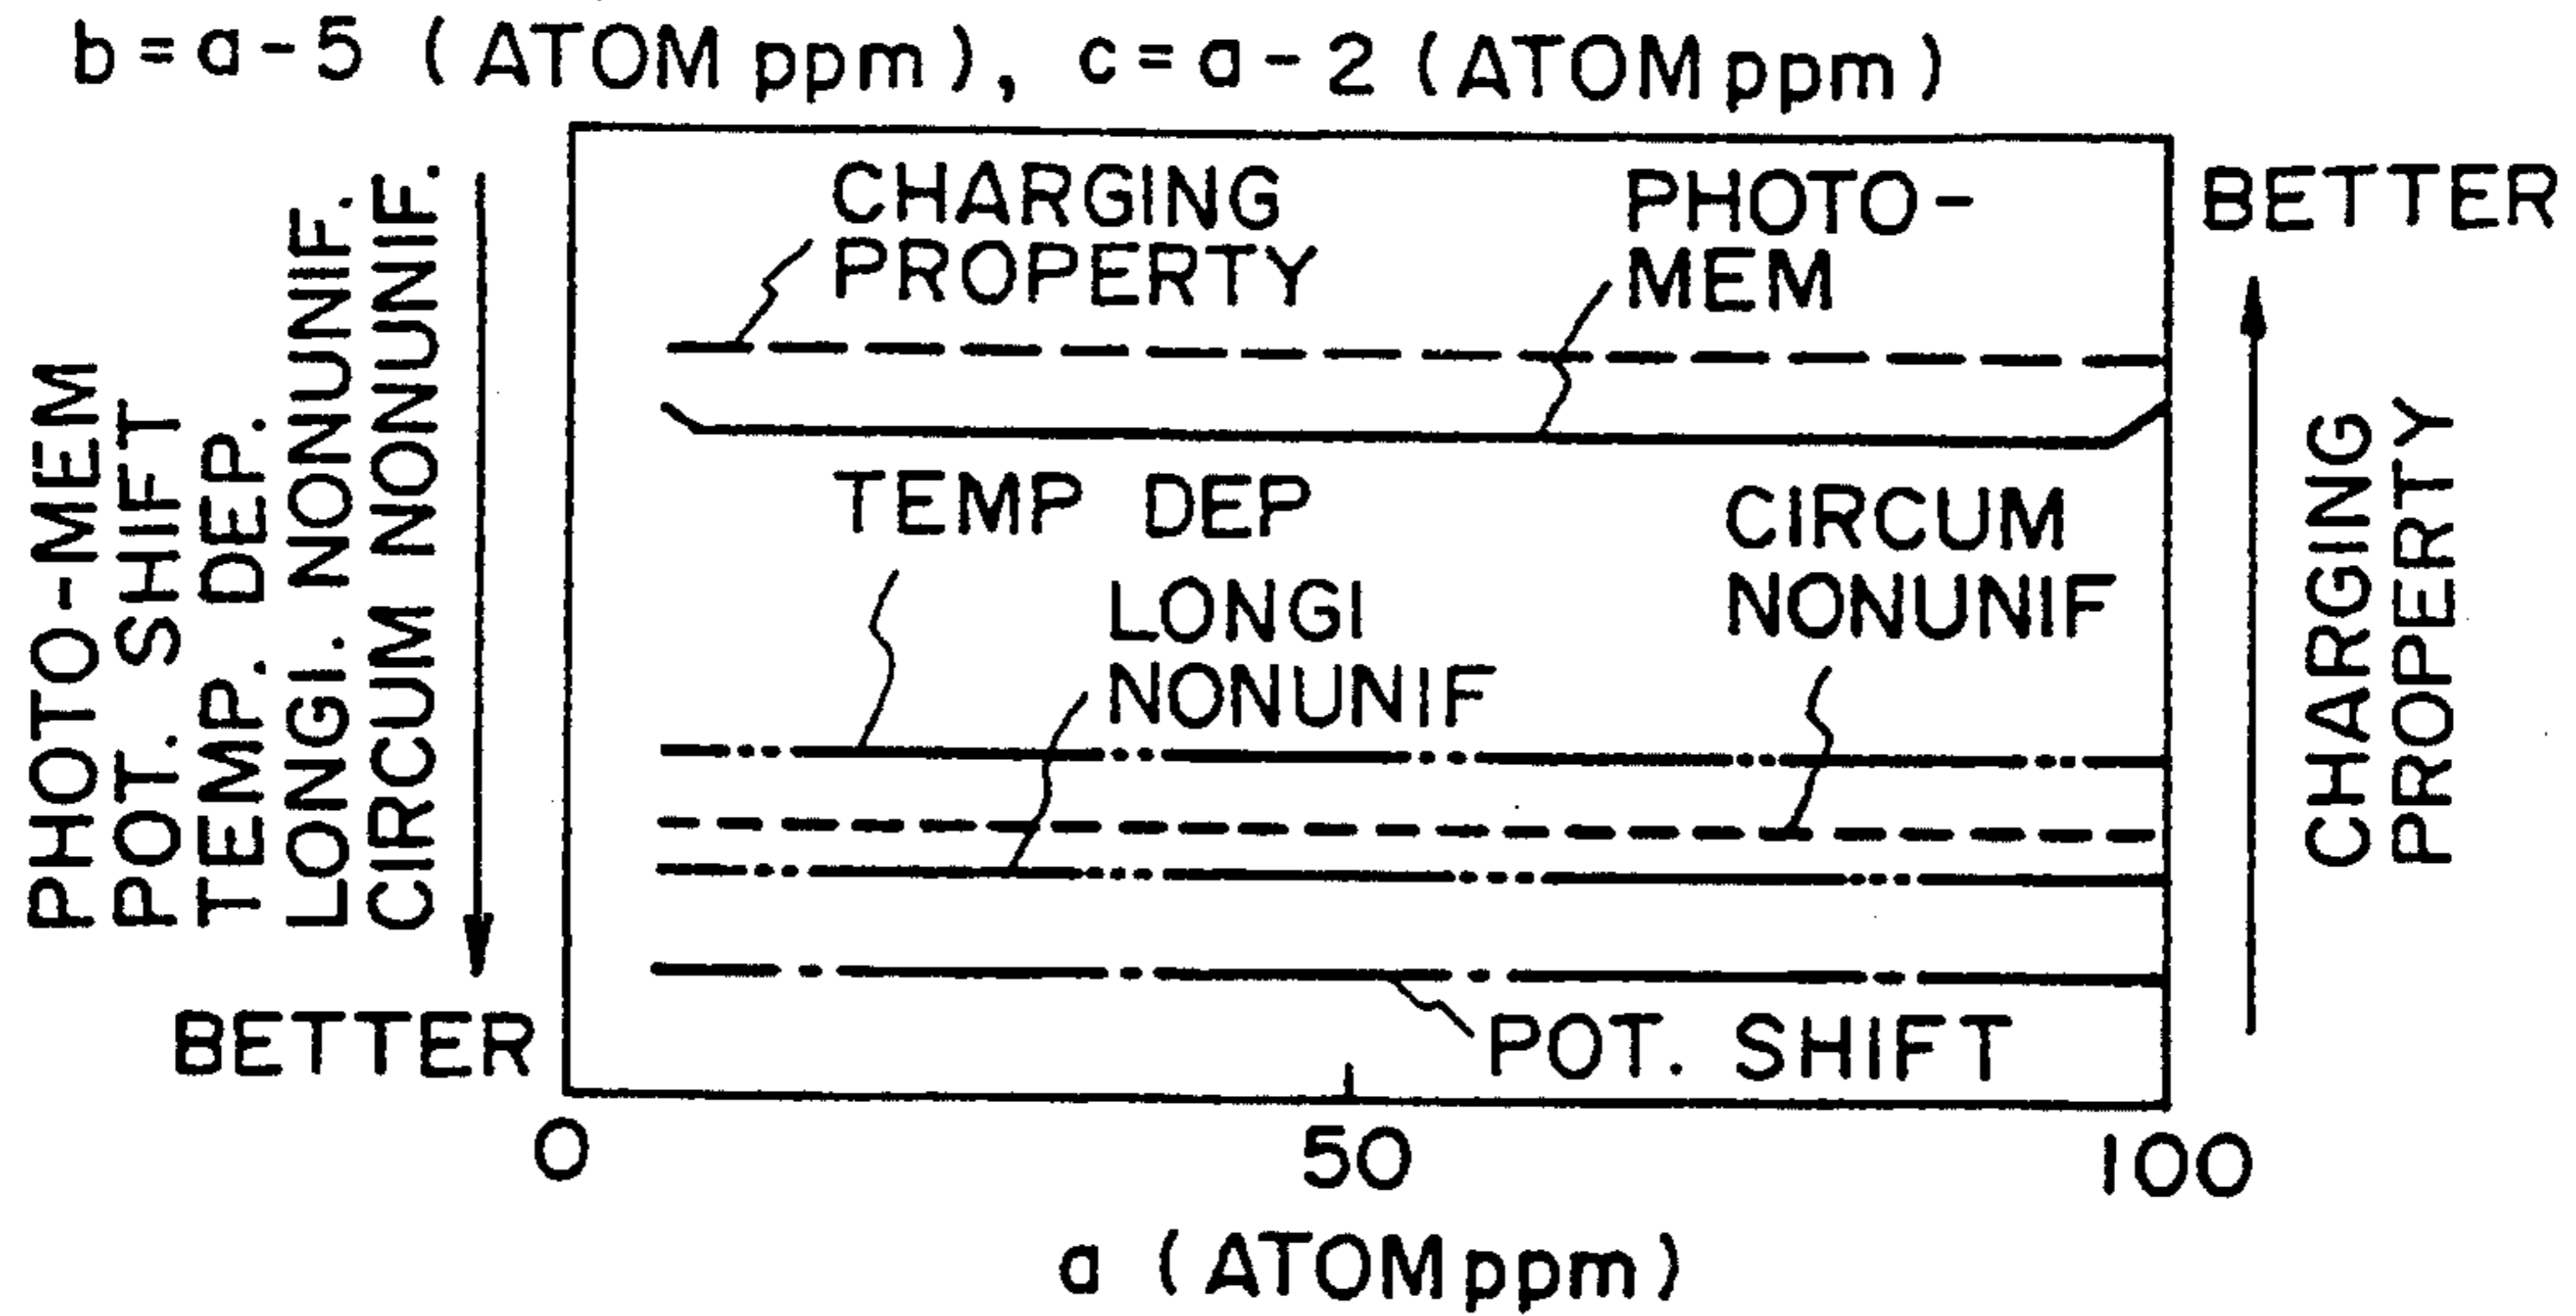 b = a - 5 (ATOM ppm), c = a - 2 (ATOM ppm)
PHOTO-MEM
POT. SHIFT
TEMP. DEP.
LONGI. NONUNIF.
CIRCUM NONUNIF.
BETTER
CHARGING
PROPERTY
PHOTO-
MEM
TEMP DEP
LONGI
NONUNIF
CIRCUM
NONUNIF
POT. SHIFT
BETTER
CHARGING
PROPERTY
0
50
100
a (ATOM ppm)